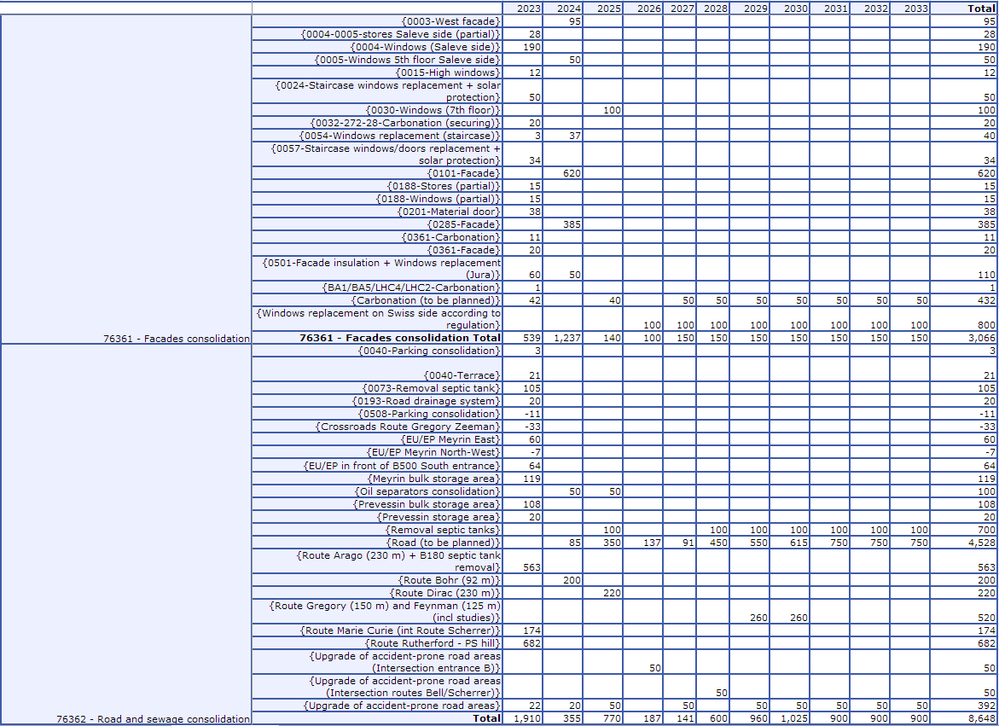 2023 2024 2025 2026 2027 2028 2029 2030 2031 2032 2033 Total
{0003-West facade} 95 95
{0004-0005-stores Saleve side (partial)} 28 28
{0004-Windows (Saleve side)} 190 190
{0005-Windows 5th floor Saleve side} 50 50
{0015-High windows} 12 12
{0024-Staircase windows replacement + solar
protection} 50 50
{0030-Windows (7th floor)} 100 100
{0032-272-28-Carbonation (securing)} 20 20
{0054-Windows replacement (staircase)} 3 37 40
{0057-Staircase windows/doors replacement +
solar protection} 34 34
{0101-Facade} 620 620
{0188-Stores (partial)} 15 15
{0188-Windows (partial)} 15 15
{0201-Material door} 38 38
{0285-Facade} 385 385
{0361-Carbonation} 11 11
{0361-Facade} 20 20
{0501-Facade insulation + Windows replacement
(Jura)} 60 50 110
{BA1/BA5/LHC4/LHC2-Carbonation} 1 1
{Carbonation (to be planned)} 42 40 50 50 50 50 50 50 50 432
{Windows replacement on Swiss side according to
regulation} 100 100 100 100 100 100 100 100 800
76361 - Facades consolidation 76361 - Facades consolidation Total 539 1,237 140 100 150 150 150 150 150 150 150 3,066
{0040-Parking consolidation} 3 3
{0040-Terrace} 21 21
{0073-Removal septic tank} 105 105
{0193-Road drainage system} 20 20
{0508-Parking consolidation} -11 -11
{Crossroads Route Gregory Zeeman} -33 -33
{EU/EP Meyrin East} 60 60
{EU/EP Meyrin North-West} -7 -7
{EU/EP in front of B500 South entrance} 64 64
{Meyrin bulk storage area} 119 119
{Oil separators consolidation} 50 50 100
{Prevessin bulk storage area} 108 108
{Prevessin storage area} 20 20
{Removal septic tanks} 100 100 100 100 100 100 100 700
{Road (to be planned)} 85 350 137 91 450 550 615 750 750 750 4,528
{Route Arago (230 m) + B180 septic tank
removal} 563 563
{Route Bohr (92 m)} 200 200
{Route Dirac (230 m)} 220 220
{Route Gregory (150 m) and Feynman (125 m)
(incl studies)} 260 260 520
{Route Marie Curie (int Route Scherrer)} 174 174
{Route Rutherford - PS hill} 682 682
{Upgrade of accident-prone road areas
(Intersection entrance B)} 50 50
{Upgrade of accident-prone road areas
(Intersection routes Bell/Scherrer)} 50 50
{Upgrade of accident-prone road areas} 22 20 50 50 50 50 50 50 50 392
76362 - Road and sewage consolidation Total 1,910 355 770 187 141 600 960 1,025 900 900 900 8,648